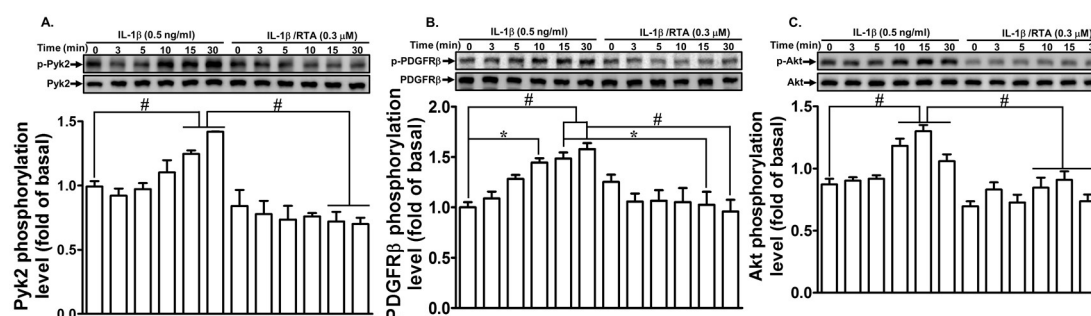 A.
IL-1β (0.5 ng/ml) IL-1β /RTA (0.3 μM)
Time (min) 0 3 5 10 15 30 0 3 5 10 15 30
p-Pyk2
Pyk2
# #
Pyk2 phosphorylation
level (fold of basal)
1.5
1.0
0.5
0.0
B.
IL-1β (0.5 ng/ml) IL-1β /RTA (0.3 μM)
Time (min) 0 3 5 10 15 30 0 3 5 10 15 30
p-PDGFRβ
PDGFRβ
# #
* *
PDGFRβ phosphorylation
level (fold of basal)
2.0
1.5
1.0
0.5
0.0
C.
IL-1β (0.5 ng/ml) IL-1β /RTA (0.3 μM)
Time (min) 0 3 5 10 15 30 0 3 5 10 15 30
p-Akt
Akt
# #
Akt phosphorylation
level (fold of basal)
1.5
1.0
0.5
0.0